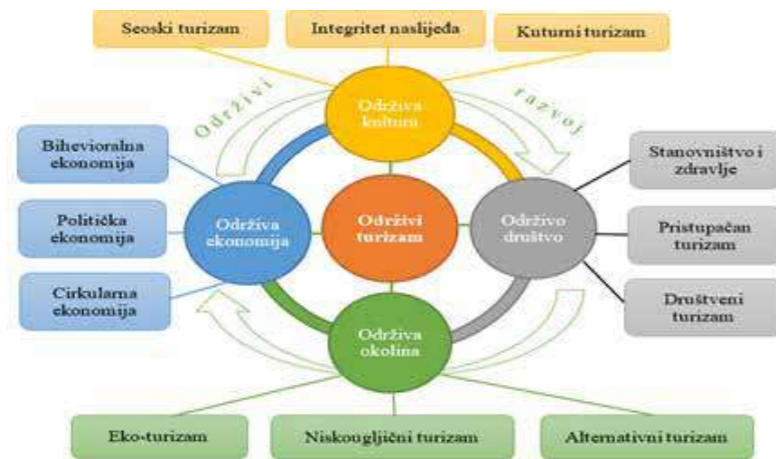 Seoski turizam
Integritet naslijeđa
Kuturni turizam
Održivi
razvoj
Održiva
kultura
Bihevioralna
ekonomija
Politička
ekonomija
Cirkularna
ekonomija
Održiva
ekonomija
Održivi
turizam
Održivo
društvo
Stanovništvo i
zdravlje
Pristupačan
turizam
Društveni
turizam
Održiva
okolina
Eko-turizam
Niskougljični turizam
Alternativni turizam